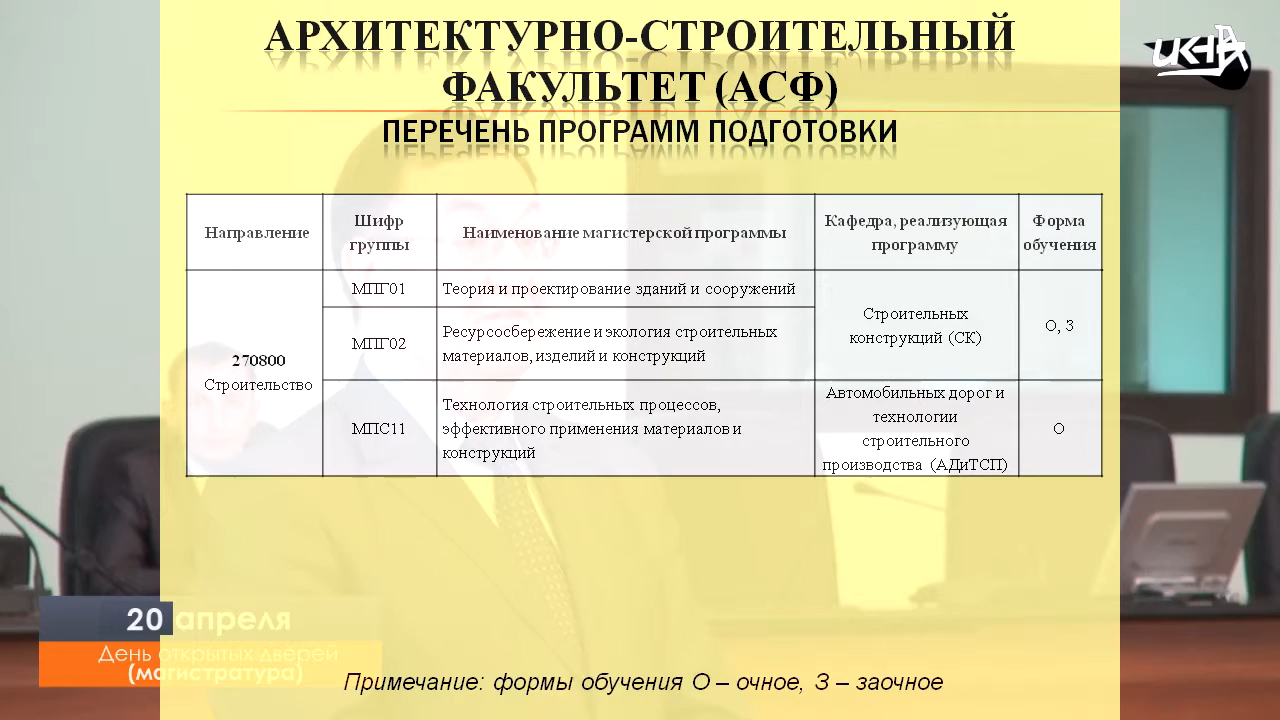 АРХИТЕКТУРНО-СТРОИТЕЛЬНЫЙ
ФАКУЛЬТЕТ (АСФ)
ПЕРЕЧЕНЬ ПРОГРАММ ПОДГОТОВКИ
Направление
Шифр
группы
Наименование магистерской программы
Кафедра, реализующая
программу
Форма
обучения
270800
Строительство
МПГ01
Теория и проектирование зданий и сооружений
Строительных
конструкций (СК)
О, З
МПГ02
Ресурсосбережение и экология строительных
материалов, изделий и конструкций
МПС11
Технология строительных процессов,
эффективного применения материалов и
конструкций
Автомобильных дорог и
технологии
строительного
производства (АДиТСП)
О
20 апреля
День открытых дверей
(магистратура)
Примечание: формы обучения О – очное, З – заочное